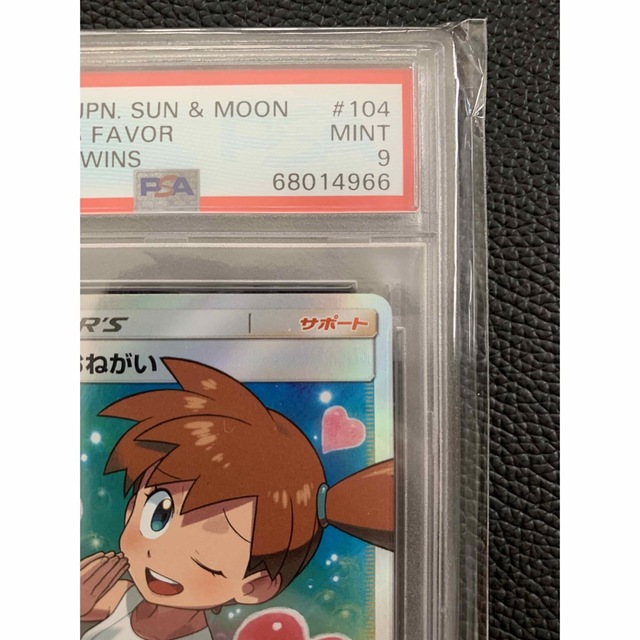 JPN. SUN & MOON #104
FAVOR MINT
WINS 9
PSA 68014966
R'S サポート
おねがい